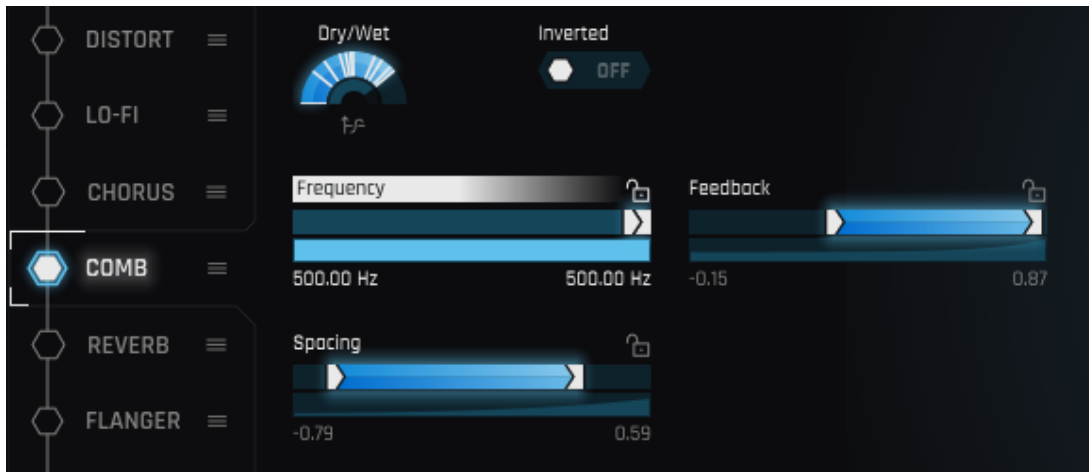 DISTORT
LO-FI
CHORUS
COMB
REVERB
FLANGER
Dry/Wet
Inverted
OFF
Frequency
500.00 Hz 500.00 Hz
Feedback
-0.15 0.87
Spacing
-0.79 0.59